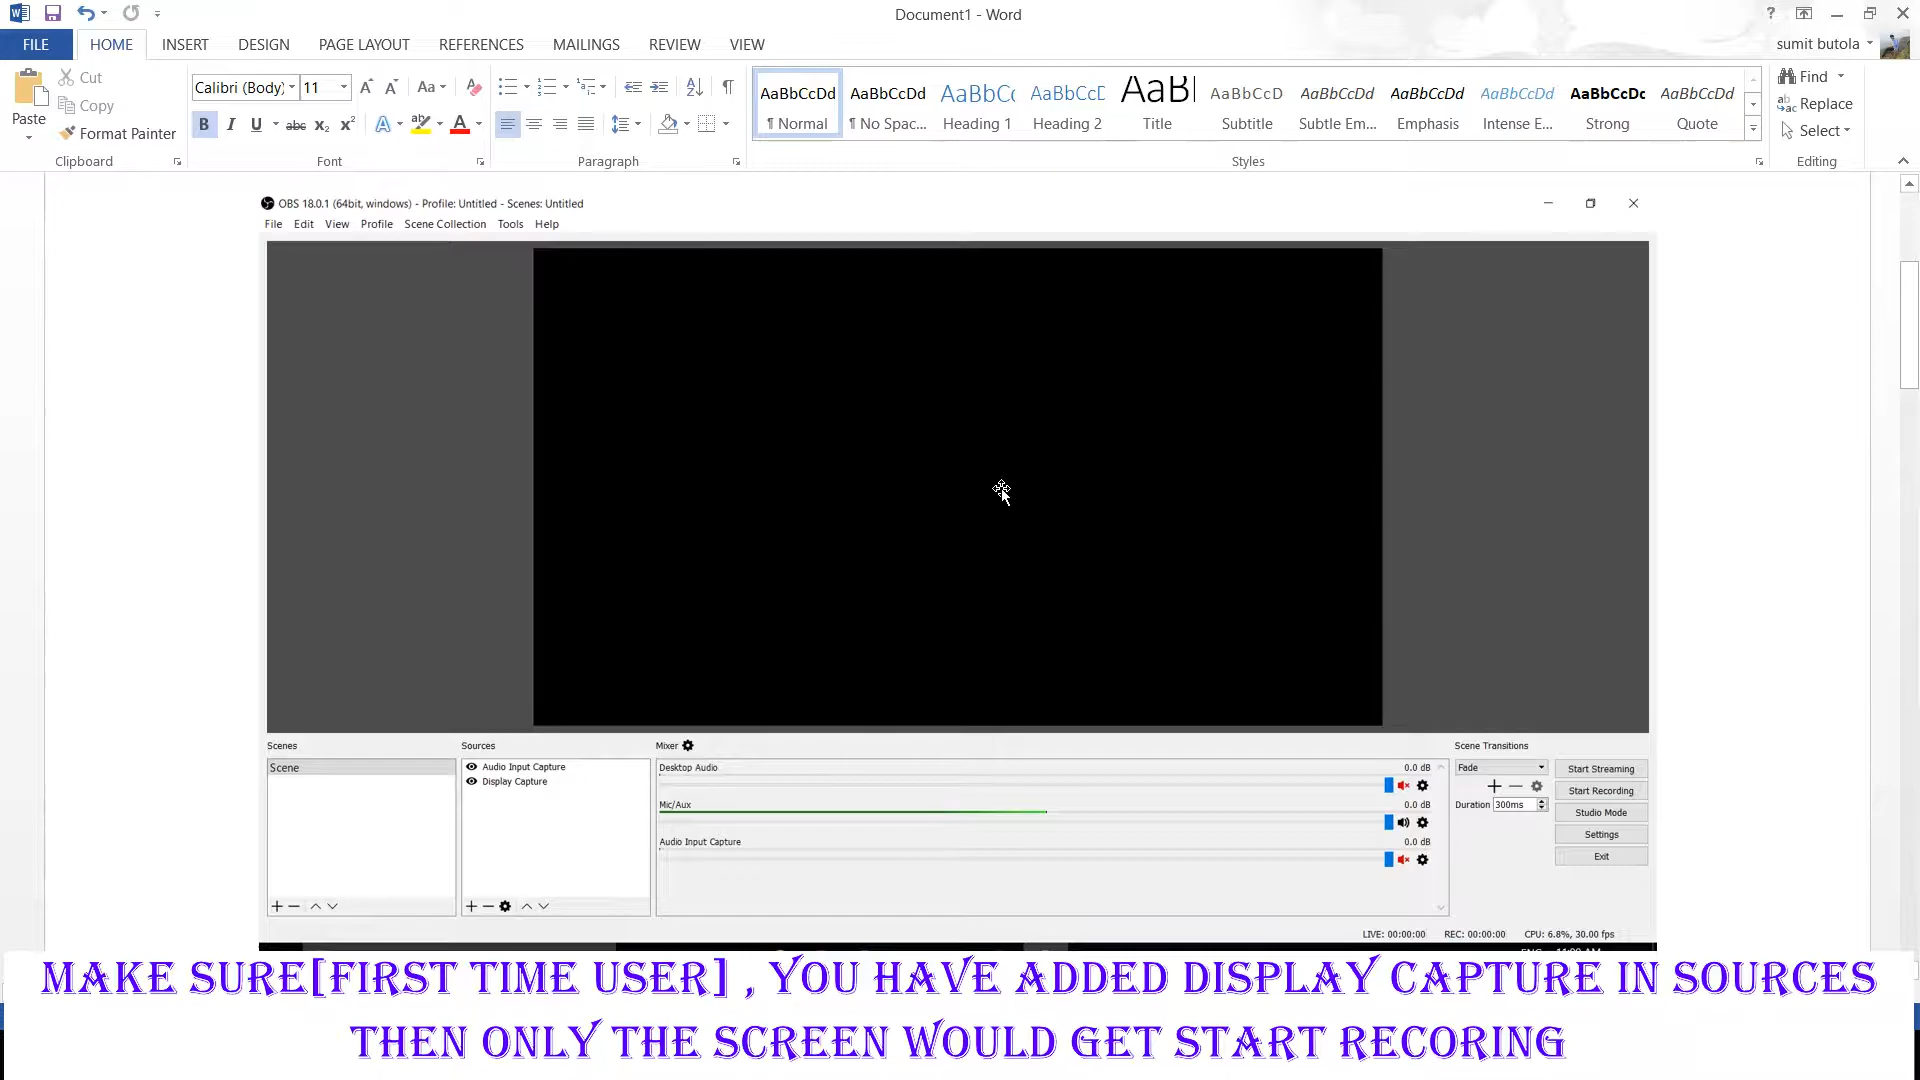 Document1 - Word
sumit butola
FILE
HOME
INSERT
DESIGN
PAGE LAYOUT
REFERENCES
MAILINGS
REVIEW
VIEW
Paste
Cut
Copy
Format Painter
Clipboard
Calibri (Body)
11
Font
Paragraph
AaBbCcDd
¶ Normal
AaBbCcDd
¶ No Spac...
AaBbCc
Heading 1
AaBbCcD
Heading 2
AaBl
Title
AaBbCcD
Subtitle
AaBbCcDd
Subtle Em...
AaBbCcDd
Emphasis
AaBbCcDd
Intense E...
AaBbCcDc
Strong
AaBbCcDd
Quote
Styles
Find
Replace
Select
Editing
OBS 18.0.1 (64bit, windows) - Profile: Untitled - Scenes: Untitled
File Edit View Profile Scene Collection Tools Help
Scenes
Scene
Sources
Audio Input Capture
Display Capture
Mixer
Desktop Audio 0.0 dB
Mic/Aux 0.0 dB
Audio Input Capture 0.0 dB
Scene Transitions
Fade
Duration 300ms
Start Streaming
Start Recording
Studio Mode
Settings
Exit
LIVE: 00:00:00 REC: 00:00:00 CPU: 6.8%, 30.00 fps
MAKE SURE[FIRST TIME USER] , YOU HAVE ADDED DISPLAY CAPTURE IN SOURCES
THEN ONLY THE SCREEN WOULD GET START RECORING